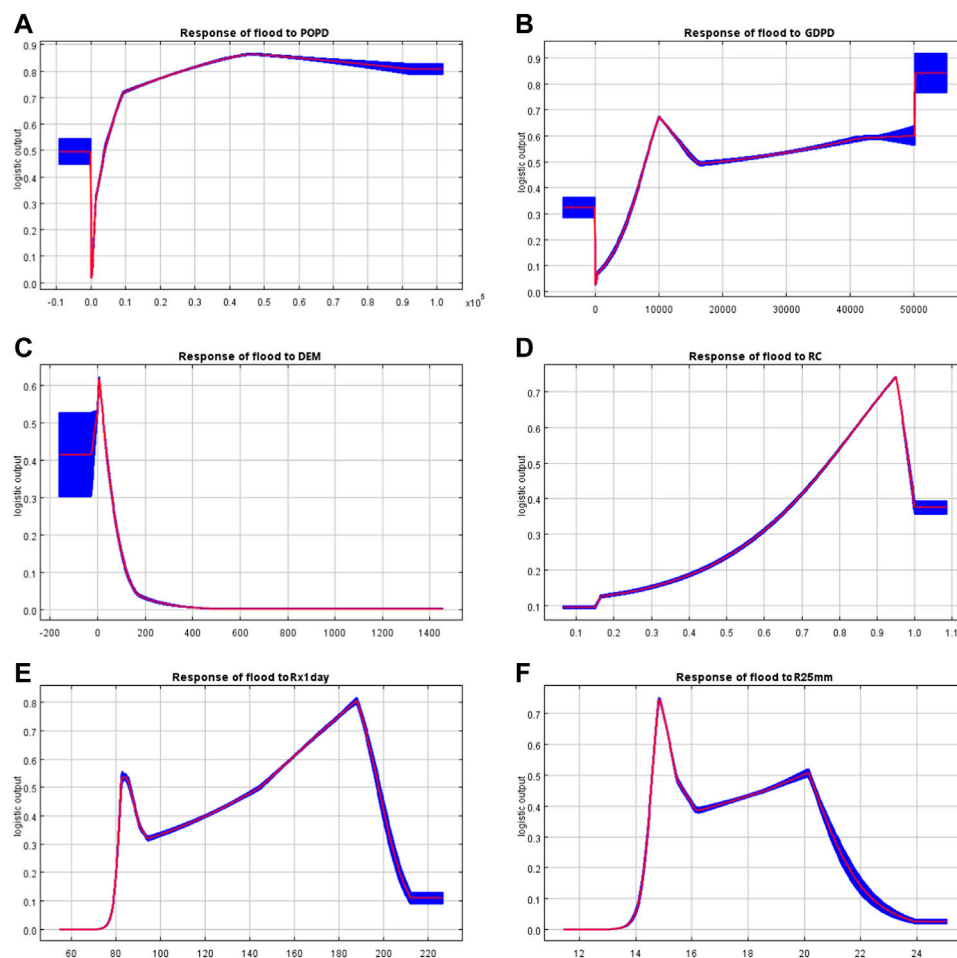 A
Response of flood to POPD
logistic output
0.9
0.8
0.7
0.6
0.5
0.4
0.3
0.2
0.1
0.0
-0.1 0.0 0.1 0.2 0.3 0.4 0.5 0.6 0.7 0.8 0.9 1.0 x10⁵
B
Response of flood to GDPD
logistic output
0.9
0.8
0.7
0.6
0.5
0.4
0.3
0.2
0.1
0.0
0 10000 20000 30000 40000 50000
C
Response of flood to DEM
logistic output
0.6
0.5
0.4
0.3
0.2
0.1
0.0
-200 0 200 400 600 800 1000 1200 1400
D
Response of flood to RC
logistic output
0.7
0.6
0.5
0.4
0.3
0.2
0.1
0.1 0.2 0.3 0.4 0.5 0.6 0.7 0.8 0.9 1.0 1.1
E
Response of flood toRx1day
logistic output
0.8
0.7
0.6
0.5
0.4
0.3
0.2
0.1
0.0
60 80 100 120 140 160 180 200 220
F
Response of flood toR25mm
logistic output
0.7
0.6
0.5
0.4
0.3
0.2
0.1
0.0
12 14 16 18 20 22 24